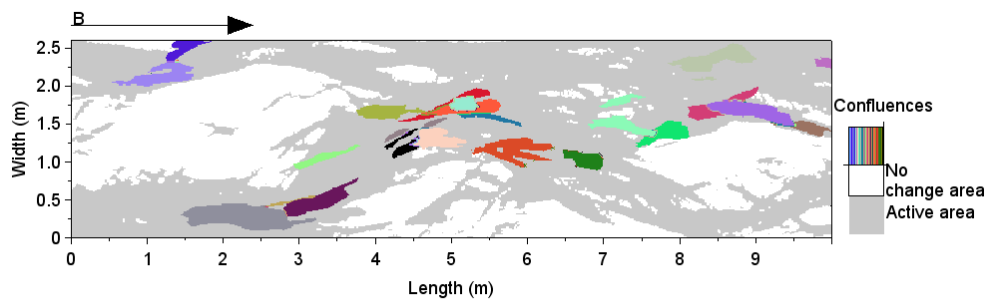 B
2.5
2.0
1.5
1.0
0.5
0
Width (m)
0 1 2 3 4 5 6 7 8 9
Length (m)
Confluences
No
change area
Active area